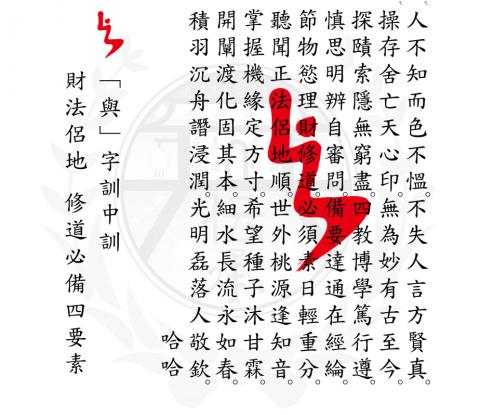 人不知而色不慍。不失人言方賢真。
操存舍亡天心印。無為妙有古至今。
探賾索隱無窮盡。四教博學篤行遵。
慎思明辨自審問。備要達通在經綸。
節物慾理財修道。必須素日輕重分。
聽聞正法侶地順。世外桃源逢知音。
掌握機緣定方寸。希望種子沐甘霖。
開闡渡化固其本。細水長流永如春。
積羽沉舟譖浸潤。光明磊落人敬欽。
哈哈
「與」字訓中訓
財法侶地 修道必備四要素